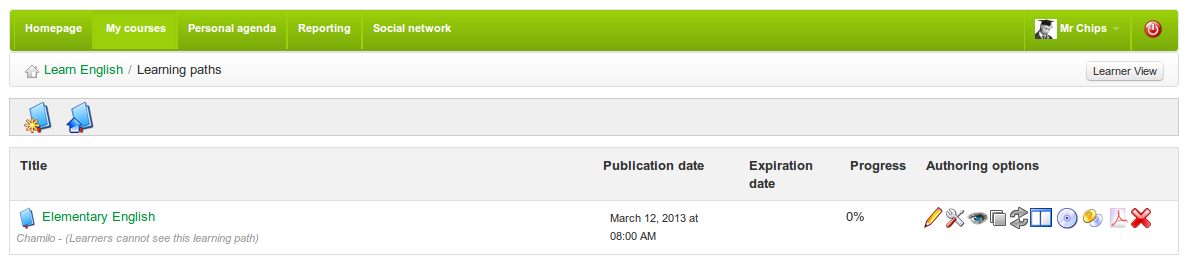 Homepage My courses Personal agenda Reporting Social network Mr Chips
Learn English / Learning paths Learner View
Title Publication date Expiration date Progress Authoring options
Elementary English March 12, 2013 at 08:00 AM 0%
Chamilo - (Learners cannot see this learning path)